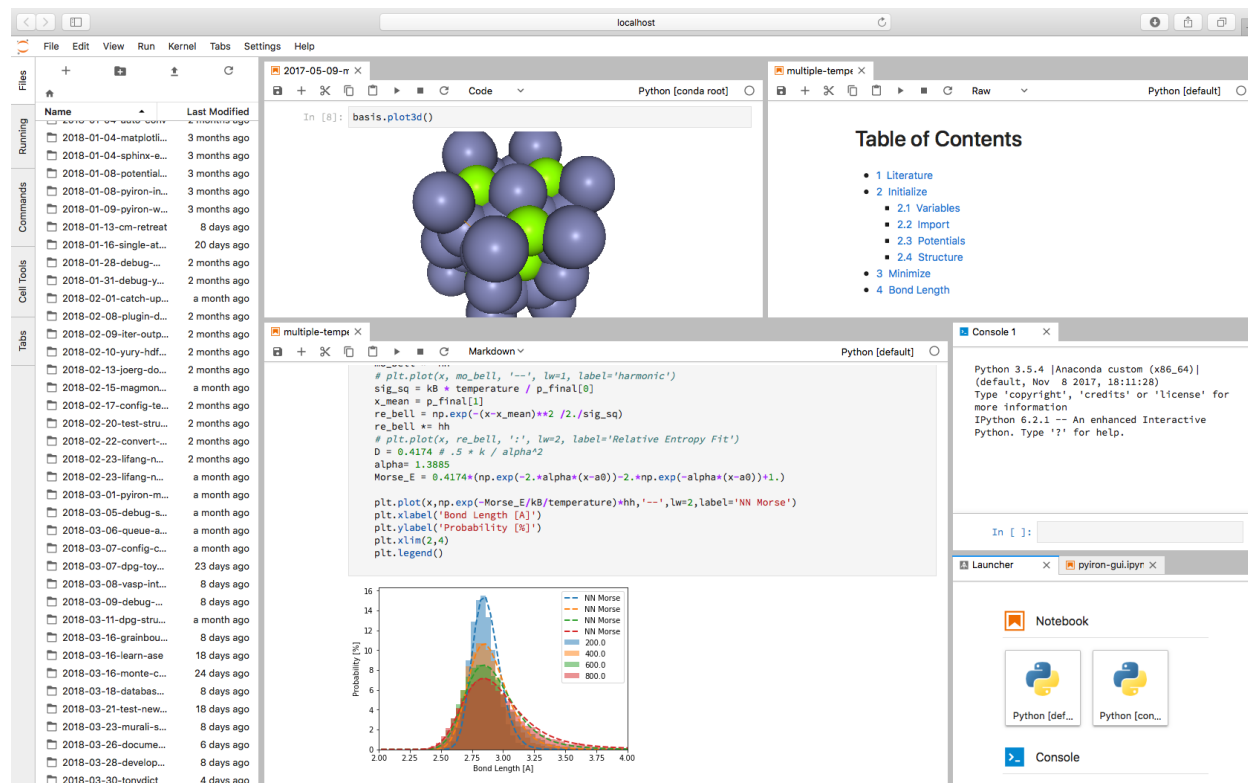 localhost
File Edit View Run Kernel Tabs Settings Help
Files
Running
Commands
Cell Tools
Tabs
Name Last Modified
2018-01-04-matplotli... 3 months ago
2018-01-04-sphinx-e... 3 months ago
2018-01-08-potential... 3 months ago
2018-01-08-pyiron-in... 3 months ago
2018-01-09-pyiron-w... 3 months ago
2018-01-13-cm-retreat 8 days ago
2018-01-16-single-at... 20 days ago
2018-01-28-debug-... 2 months ago
2018-01-31-debug-y... 2 months ago
2018-02-01-catch-up... a month ago
2018-02-08-plugin-d... 2 months ago
2018-02-09-iter-outp... 2 months ago
2018-02-10-yury-hdf... 2 months ago
2018-02-13-joerg-do... 2 months ago
2018-02-15-magmon... a month ago
2018-02-17-config-te... 2 months ago
2018-02-20-test-stru... 2 months ago
2018-02-22-convert-... 2 months ago
2018-02-23-lifang-n... 2 months ago
2018-02-23-lifang-n... a month ago
2018-03-01-pyiron-m... a month ago
2018-03-05-debug-s... a month ago
2018-03-06-queue-a... a month ago
2018-03-07-config-c... a month ago
2018-03-07-dpg-toy... 23 days ago
2018-03-08-vasp-int... 8 days ago
2018-03-09-debug-... 8 days ago
2018-03-11-dpg-stru... a month ago
2018-03-16-grainbou... 8 days ago
2018-03-16-learn-ase 18 days ago
2018-03-16-monte-c... 24 days ago
2018-03-18-databas... 8 days ago
2018-03-21-test-new... 18 days ago
2018-03-23-murali-s... 8 days ago
2018-03-26-docume... 6 days ago
2018-03-28-develop... 8 days ago
2018-03-30-tonydict 4 days ago
2017-05-09-m
Code Python [conda root]
In [8]: basis.plot3d()
multiple-tempe
Raw Python [default]
Table of Contents
1 Literature
2 Initialize
2.1 Variables
2.2 Import
2.3 Potentials
2.4 Structure
3 Minimize
4 Bond Length
multiple-tempe
Markdown Python [default]
# plt.plot(x, mo_bell, '--', lw=1, label='harmonic')
sig_sq = kB * temperature / p_final[0]
x_mean = p_final[1]
re_bell = np.exp(-(x-x_mean)**2 /2./sig_sq)
re_bell *= hh
# plt.plot(x, re_bell, ':', lw=2, label='Relative Entropy Fit')
D = 0.4174 # .5 * k / alpha^2
alpha= 1.3885
Morse_E = 0.4174*(np.exp(-2.*alpha*(x-a0))-2.*np.exp(-alpha*(x-a0))+1.)
plt.plot(x,np.exp(-Morse_E/kB/temperature)*hh,'--',lw=2,label='NN Morse')
plt.xlabel('Bond Length [A]')
plt.ylabel('Probability [%]')
plt.xlim(2,4)
plt.legend()
16
14
12
10
8
6
4
2
0
Probability [%]
NN Morse
NN Morse
NN Morse
NN Morse
200.0
400.0
600.0
800.0
2.00 2.25 2.50 2.75 3.00 3.25 3.50 3.75 4.00
Bond Length [A]
Console 1
Python 3.5.4 |Anaconda custom (x86_64)|
(default, Nov 8 2017, 18:11:28)
Type 'copyright', 'credits' or 'license' for
more information
IPython 6.2.1 -- An enhanced Interactive
Python. Type '?' for help.
In [ ]:
Launcher pyiron-gui.ipyn
Notebook
Python [def... Python [con...
Console